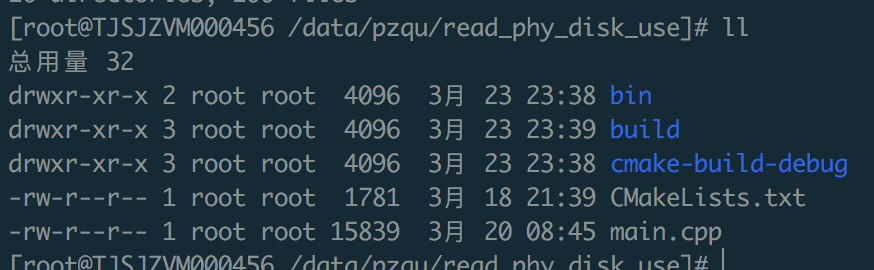 [root@TJSJZVM000456 /data/pzqu/read_phy_disk_use]# ll
总用量 32
drwxr-xr-x 2 root root  4096  3月 23 23:38 bin
drwxr-xr-x 3 root root  4096  3月 23 23:39 build
drwxr-xr-x 3 root root  4096  3月 23 23:38 cmake-build-debug
-rw-r--r-- 1 root root  1781  3月 18 21:39 CMakeLists.txt
-rw-r--r-- 1 root root 15839  3月 20 08:45 main.cpp
[root@TJSJZVM000456 /data/pzqu/read_phy_disk_use]#